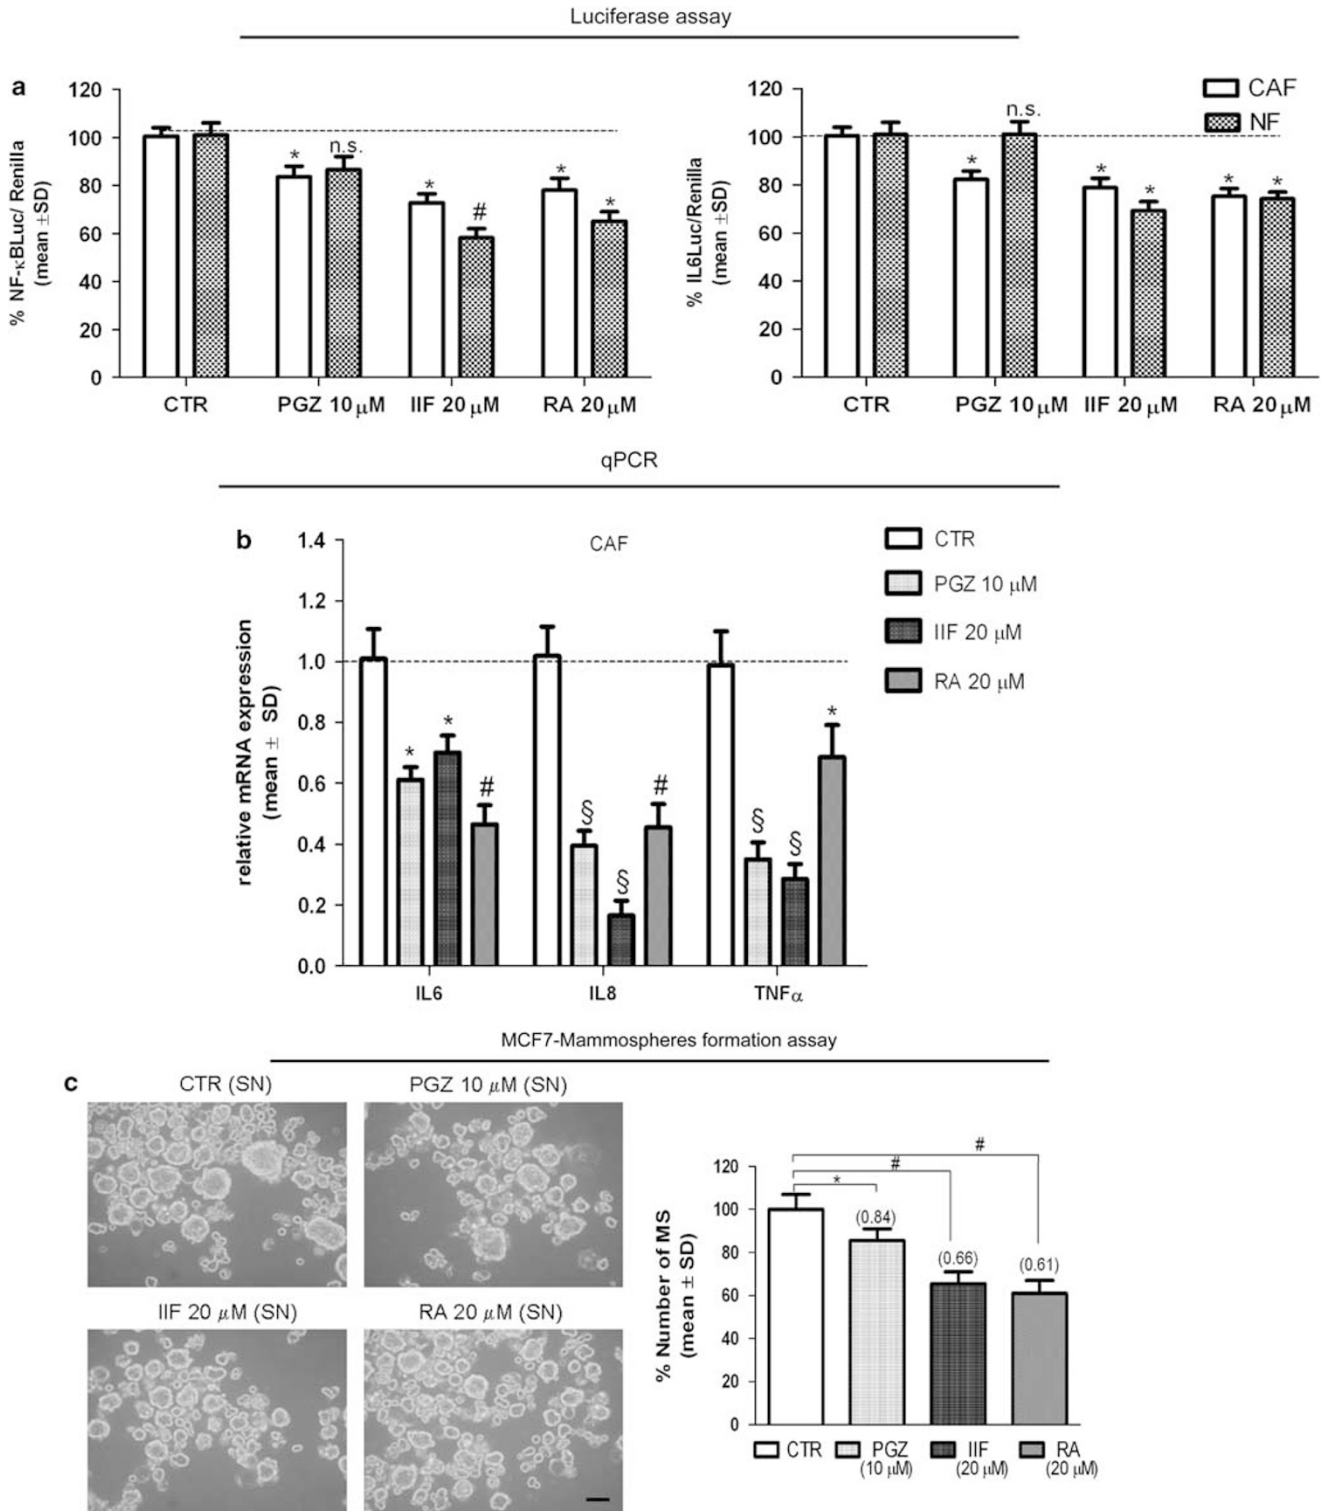 Luciferase assay
a
% NF-κBLuc/ Renilla
(mean ±SD)
120
100
80
60
40
20
0
*
n.s.
*
#
*
*
CTR
PGZ 10 μM
IIF 20 μM
RA 20 μM
% IL6Luc/Renilla
(mean ±SD)
120
100
80
60
40
20
0
CAF
NF
*
n.s.
*
*
*
*
CTR
PGZ 10 μM
IIF 20 μM
RA 20 μM
qPCR
b
CAF
relative mRNA expression
(mean ± SD)
1.4
1.2
1.0
0.8
0.6
0.4
0.2
0.0
*
*
#
§
§
#
§
§
*
IL6
IL8
TNFα
CTR
PGZ 10 μM
IIF 20 μM
RA 20 μM
MCF7-Mammospheres formation assay
c
CTR (SN)
PGZ 10 μM (SN)
IIF 20 μM (SN)
RA 20 μM (SN)
% Number of MS
(mean ± SD)
120
100
80
60
40
20
0
#
#
*
(0.84)
(0.66)
(0.61)
CTR
PGZ
(10 μM)
IIF
(20 μM)
RA
(20 μM)